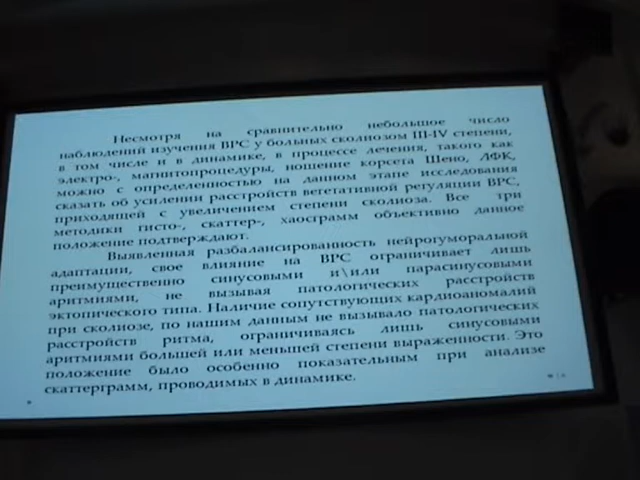 Несмотря на сравнительно небольшое число
наблюдений изучения ВРС у больных сколиозом III-IV степени,
в том числе и в динамике, в процессе лечения, такого как
электро-, магнитопроцедуры, ношение корсета Шено, ЛФК,
можно с определенностью на данном этапе исследования
сказать об усилении расстройств вегетативной регуляции ВРС,
приходящей с увеличением степени сколиоза. Все три
методики гисто-, скаттер-, хаосграмм объективно данное
положение подтверждают.
Выявленная разбалансированность нейрогуморальной
адаптации, свое влияние на ВРС ограничивает лишь
преимущественно синусовыми и\или парасинусовыми
аритмиями, не вызывая патологических расстройств
эктопического типа. Наличие сопутствующих кардиоаномалий
при сколиозе, по нашим данным не вызывало патологических
расстройств ритма, ограничиваясь лишь синусовыми
аритмиями большей или меньшей степени выраженности. Это
положение было особенно показательным при анализе
скаттерграмм, проводимых в динамике.